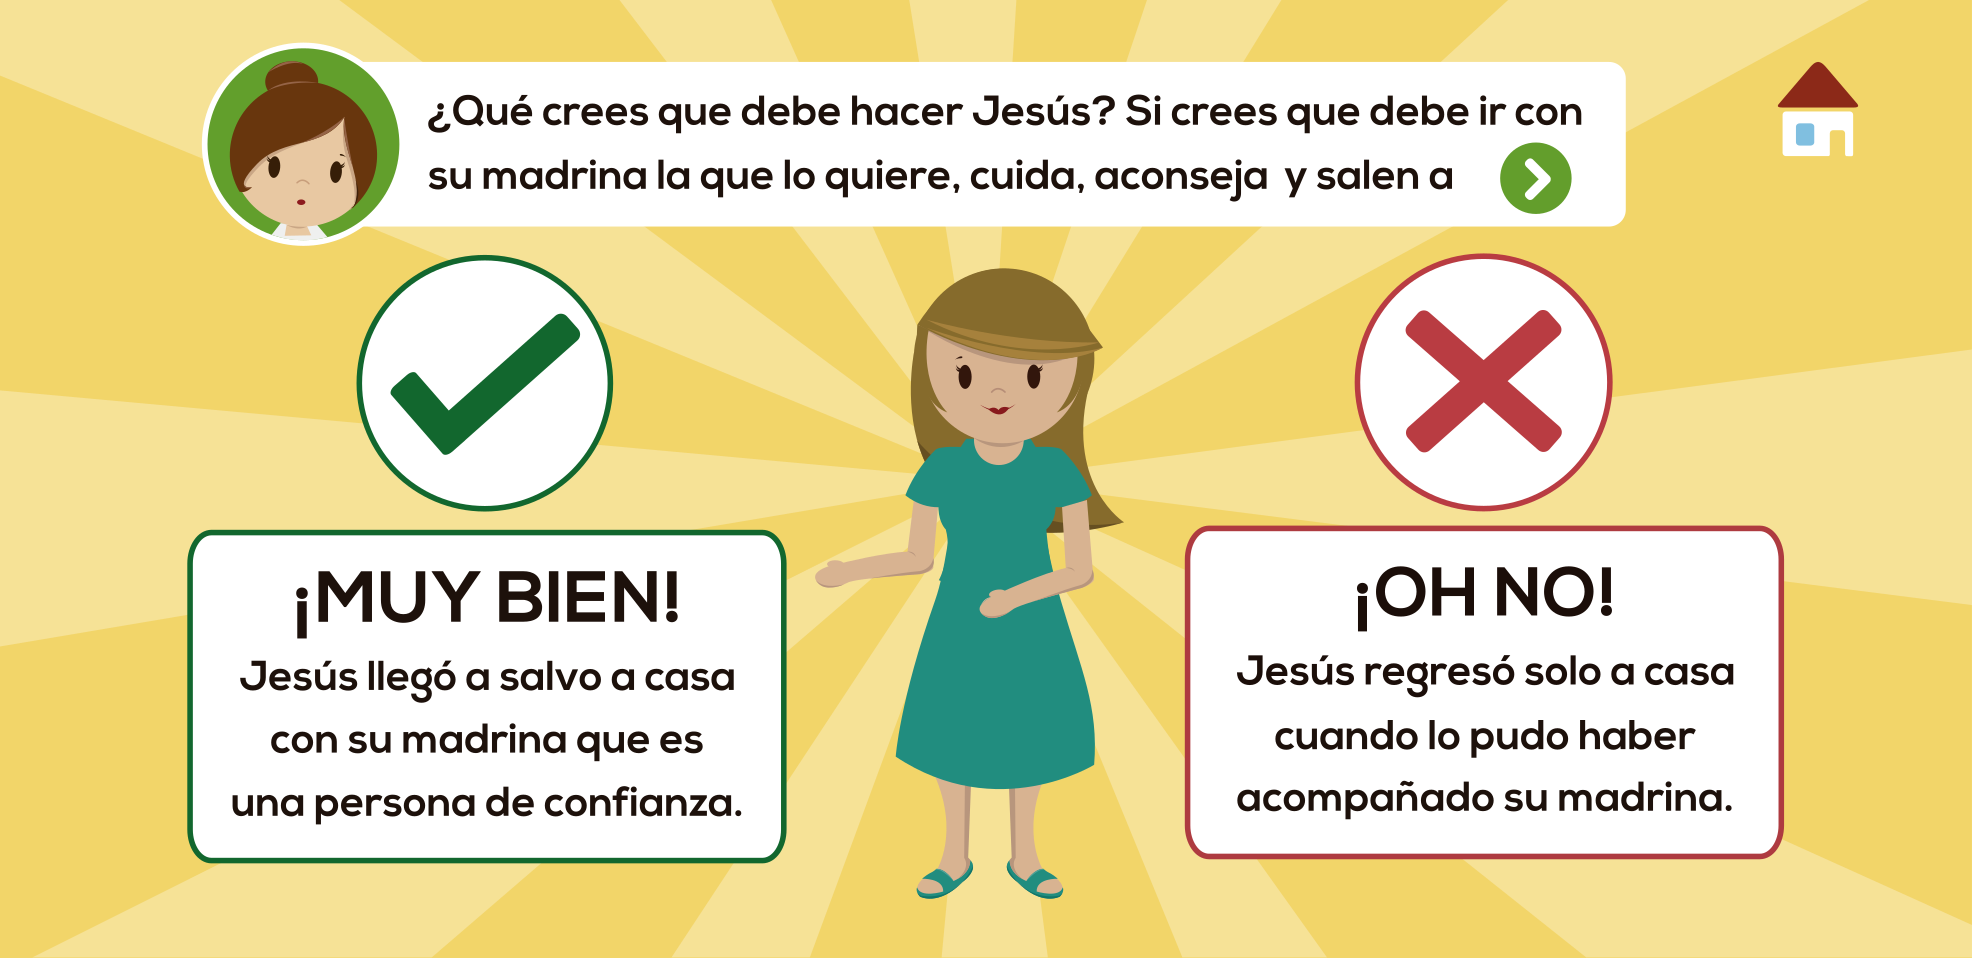 ¿Qué crees que debe hacer Jesús? Si crees que debe ir con
su madrina la que lo quiere, cuida, aconseja y salen a
¡MUY BIEN!
Jesús llegó a salvo a casa
con su madrina que es
una persona de confianza.
¡OH NO!
Jesús regresó solo a casa
cuando lo pudo haber
acompañado su madrina.